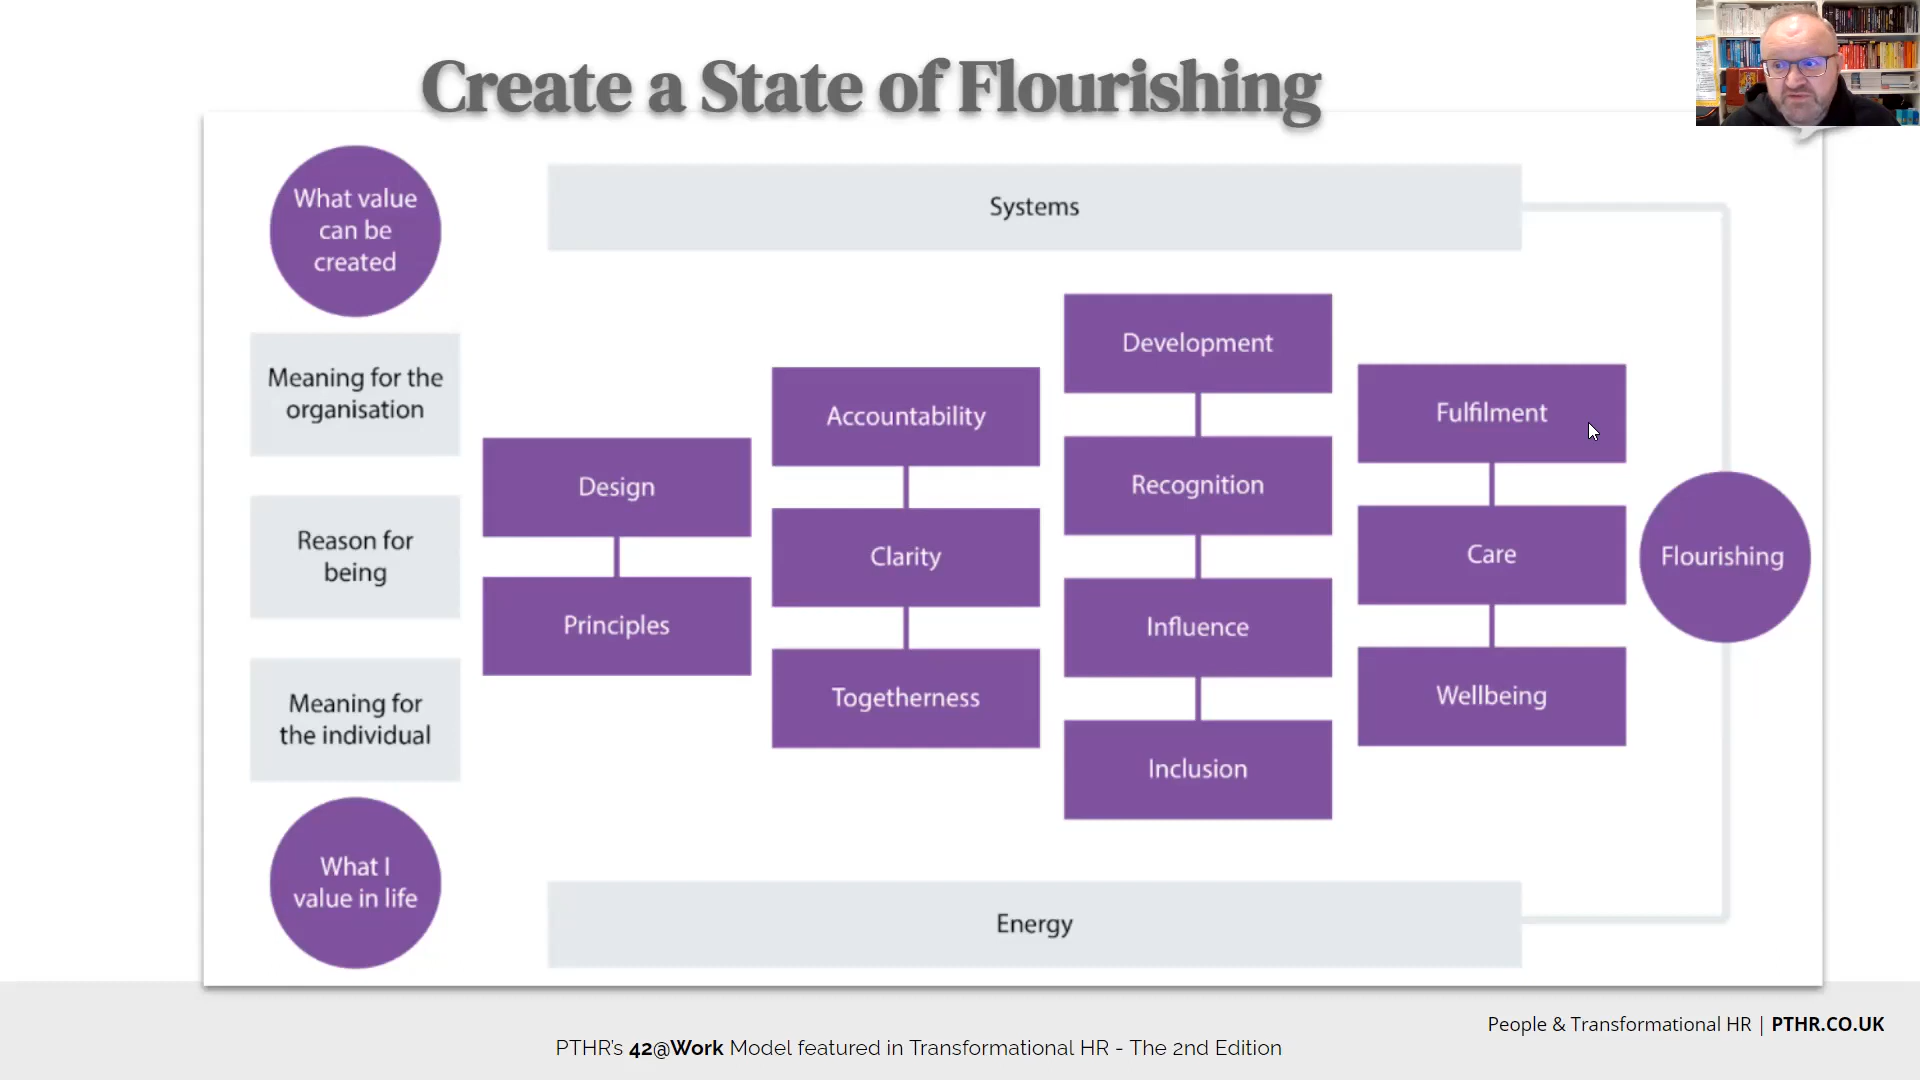 Create a State of Flourishing
What value
can be
created
Systems
Meaning for the
organisation
Reason for
being
Meaning for
the individual
What I
value in life
Design
Principles
Accountability
Clarity
Togetherness
Development
Recognition
Influence
Inclusion
Fulfilment
Care
Wellbeing
Flourishing
Energy
People & Transformational HR | PTHR.CO.UK
PTHR's 42@Work Model featured in Transformational HR - The 2nd Edition